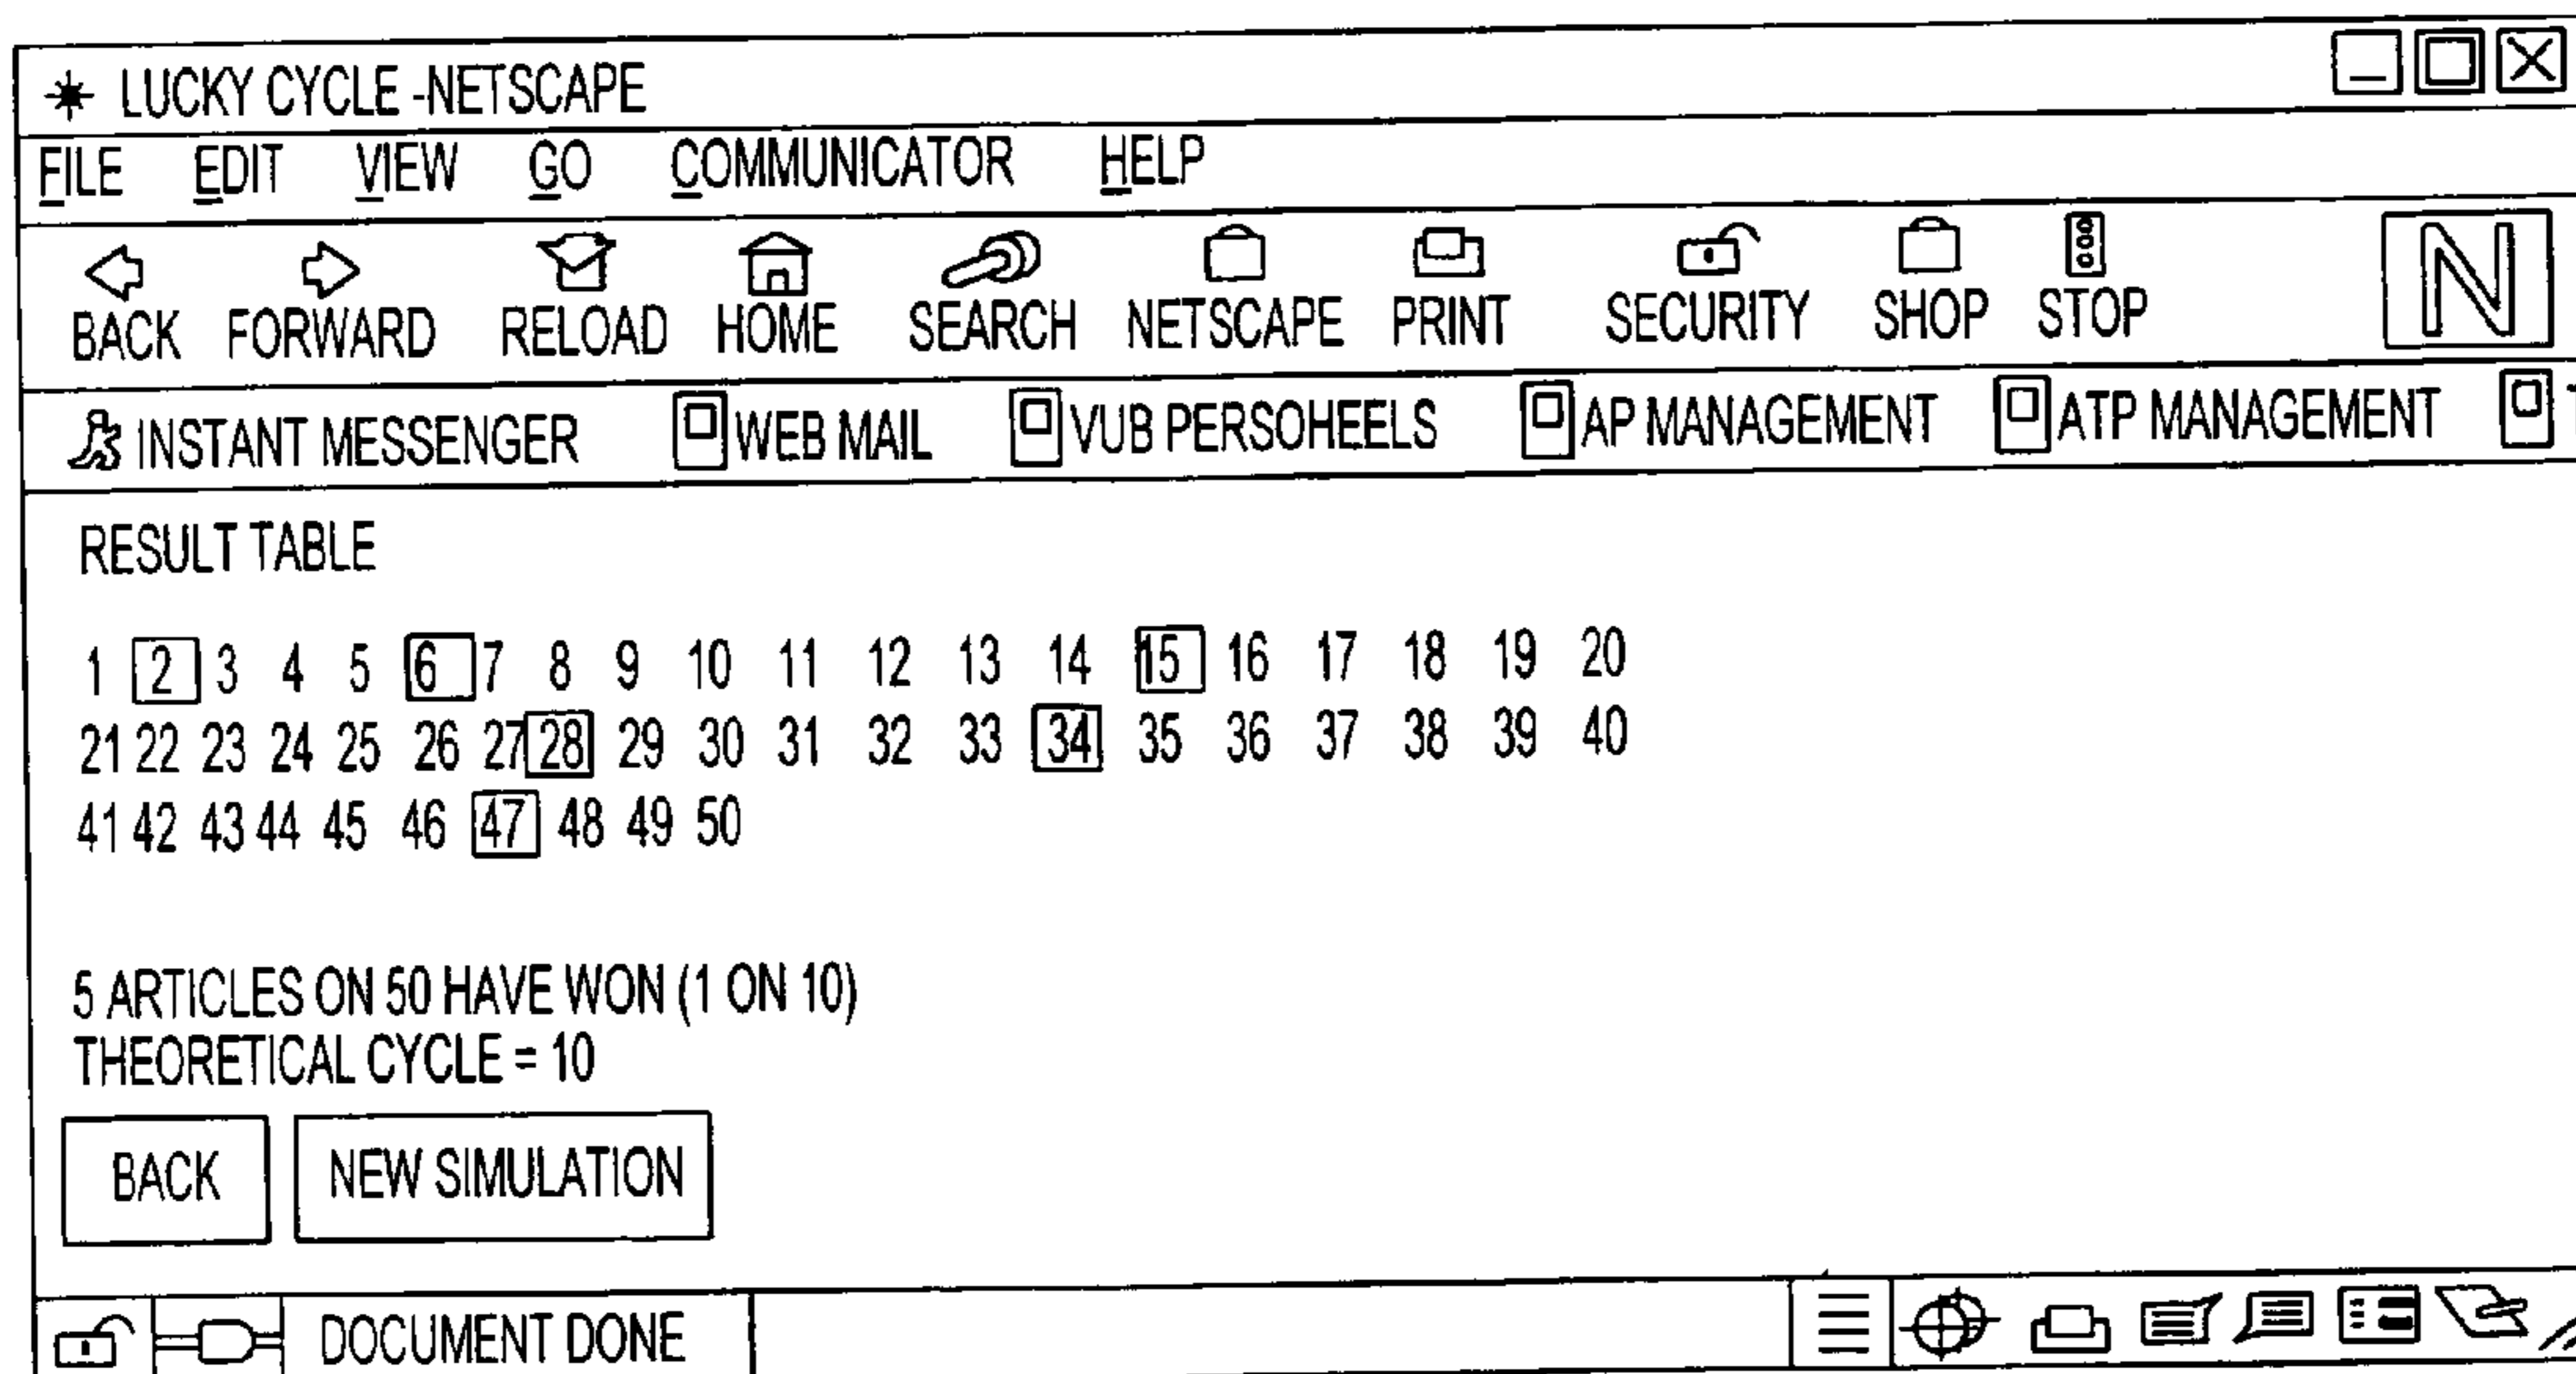 LUCKY CYCLE -NETSCAPE
FILE EDIT VIEW GO COMMUNICATOR HELP
BACK FORWARD RELOAD HOME SEARCH NETSCAPE PRINT SECURITY SHOP STOP N
INSTANT MESSENGER WEB MAIL VUB PERSOHEELS AP MANAGEMENT ATP MANAGEMENT
RESULT TABLE
1 2 3 4 5 6 7 8 9 10 11 12 13 14 15 16 17 18 19 20
21 22 23 24 25 26 27 28 29 30 31 32 33 34 35 36 37 38 39 40
41 42 43 44 45 46 47 48 49 50
5 ARTICLES ON 50 HAVE WON (1 ON 10)
THEORETICAL CYCLE = 10
BACK NEW SIMULATION
DOCUMENT DONE